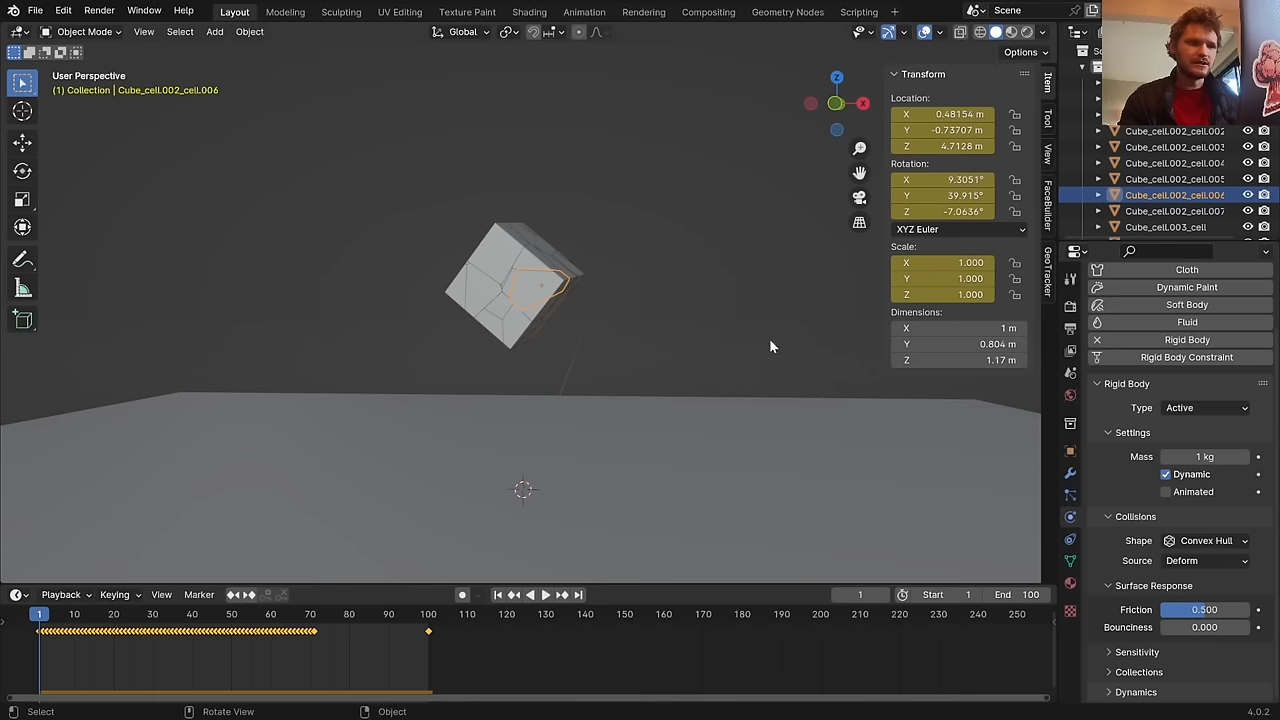 File Edit Render Window Help Layout Modeling Sculpting UV Editing Texture Paint Shading Animation Rendering Compositing Geometry Nodes Scripting + Scene
Object Mode View Select Add Object Global
Options
User Perspective
(1) Collection | Cube_cell.002_cell.006
Z
X
Transform
Location:
X 0.48154 m
Y -0.73707 m
Z 4.7128 m
Rotation:
X 9.3051°
Y 39.915°
Z -7.0636°
XYZ Euler
Scale:
X 1.000
Y 1.000
Z 1.000
Dimensions:
X 1 m
Y 0.804 m
Z 1.17 m
Item
Tool
View
FaceBuilder
GeoTracker
Cube_cell.002_cell.002
Cube_cell.002_cell.003
Cube_cell.002_cell.004
Cube_cell.002_cell.005
Cube_cell.002_cell.006
Cube_cell.002_cell.007
Cube_cell.003_cell
Cloth
Dynamic Paint
Soft Body
Fluid
Rigid Body
Rigid Body Constraint
Rigid Body
Type Active
Settings
Mass 1 kg
Dynamic
Animated
Collisions
Shape Convex Hull
Source Deform
Surface Response
Friction 0.500
Bounciness 0.000
Sensitivity
Collections
Dynamics
Playback Keying View Marker 1 Start 1 End 100
1 10 20 30 40 50 60 70 80 90 100 110 120 130 140 150 160 170 180 190 200 210 220 230 240 250
Select Rotate View Object 4.0.2